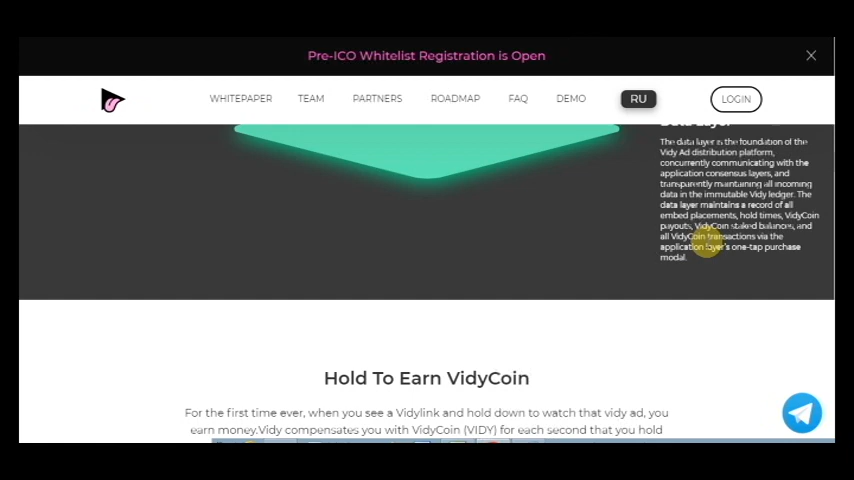 Pre-ICO Whitelist Registration is Open
WHITEPAPER TEAM PARTNERS ROADMAP FAQ DEMO RU LOGIN
Data Layer
The data layer is the foundation of the
Vidy Ad distribution platform,
concurrently communicating with the
application consensus layers, and
transparently maintaining all incoming
data in the immutable Vidy ledger. The
data layer maintains a record of all
embed placements, hold times, VidyCoin
payouts, VidyCoin staked balances, and
all VidyCoin transactions via the
application layer's one-tap purchase
modal.
Hold To Earn VidyCoin
For the first time ever, when you see a Vidylink and hold down to watch that vidy ad, you
earn money.Vidy compensates you with VidyCoin (VIDY) for each second that you hold